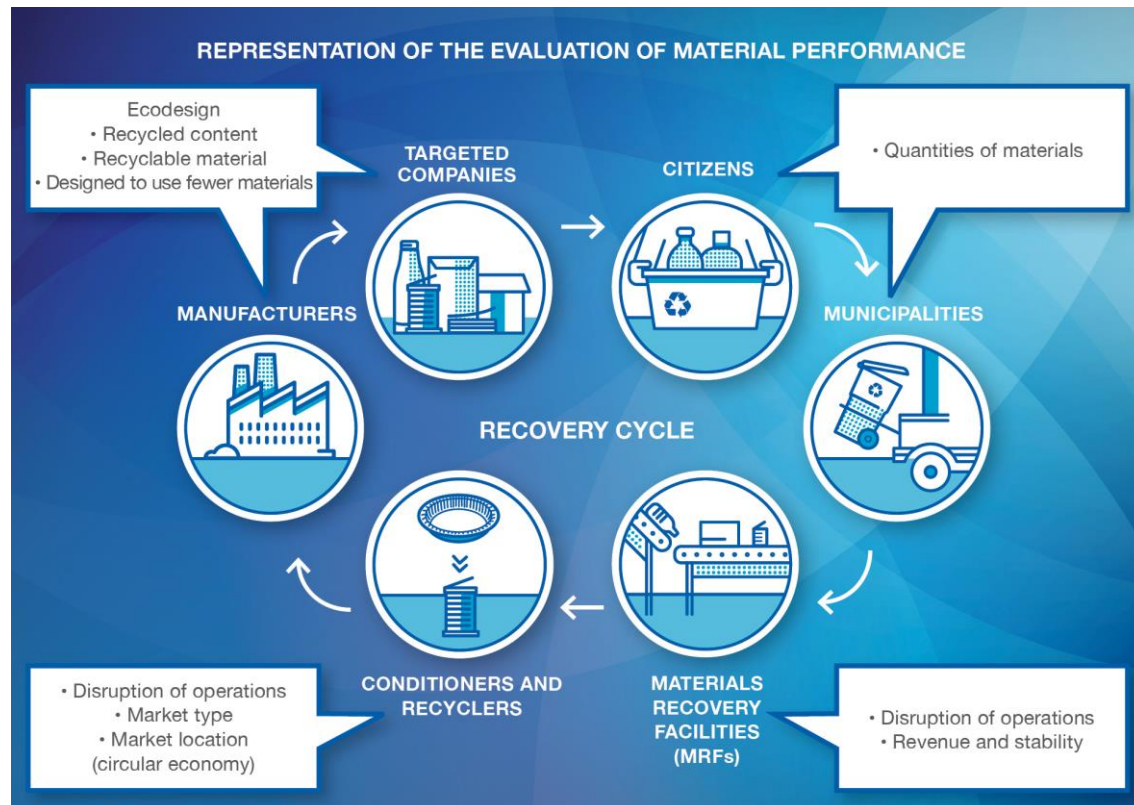 REPRESENTATION OF THE EVALUATION OF MATERIAL PERFORMANCE
Ecodesign
• Recycled content
• Recyclable material
• Designed to use fewer materials
TARGETED
COMPANIES
CITIZENS
• Quantities of materials
MANUFACTURERS
MUNICIPALITIES
RECOVERY CYCLE
• Disruption of operations
• Market type
• Market location
(circular economy)
CONDITIONERS AND
RECYCLERS
MATERIALS
RECOVERY
FACILITIES
(MRFs)
• Disruption of operations
• Revenue and stability